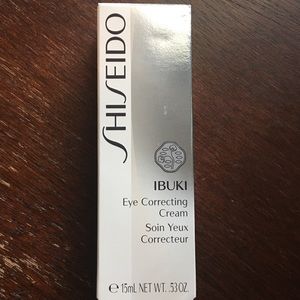 SHISEIDO
IBUKI
Eye Correcting
Cream
Soin Yeux
Correcteur
℮ 15mL NET WT. .53 OZ.